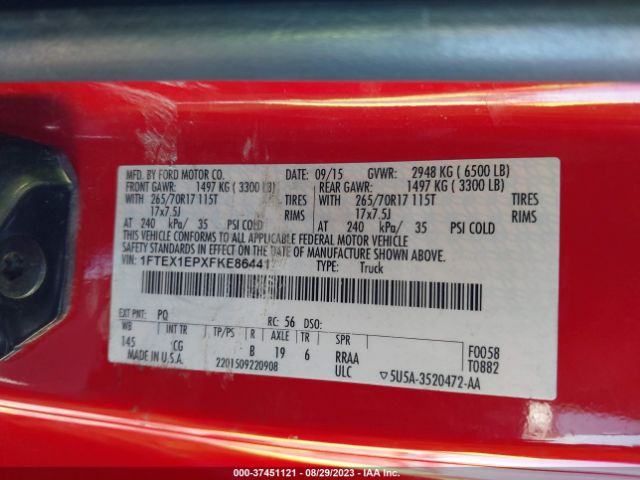 MFD. BY FORD MOTOR CO. DATE: 09/15 GVWR: 2948 KG ( 6500 LB)
FRONT GAWR: 1497 KG ( 3300 LB) REAR GAWR: 1497 KG ( 3300 LB)
WITH 265/70R17 115T TIRES WITH 265/70R17 115T TIRES
17x7.5J RIMS 17x7.5J RIMS
AT 240 kPa/ 35 PSI COLD AT 240 kPa/ 35 PSI COLD
THIS VEHICLE CONFORMS TO ALL APPLICABLE FEDERAL MOTOR VEHICLE
SAFETY STANDARDS IN EFFECT ON THE DATE OF MANUFACTURE SHOWN ABOVE.
VIN: 1FTEX1EPXFKE86441 TYPE: Truck
EXT PNT: PQ RC: 56 DSO:
WB INT TR TP/PS R AXLE TR SPR
145 CG B 19 6 RRAA F0058
MADE IN U.S.A. 2201509220908 ULC ▽5U5A-3520472-AA T0882
000-37451121 - 08/29/2023 - IAA Inc.